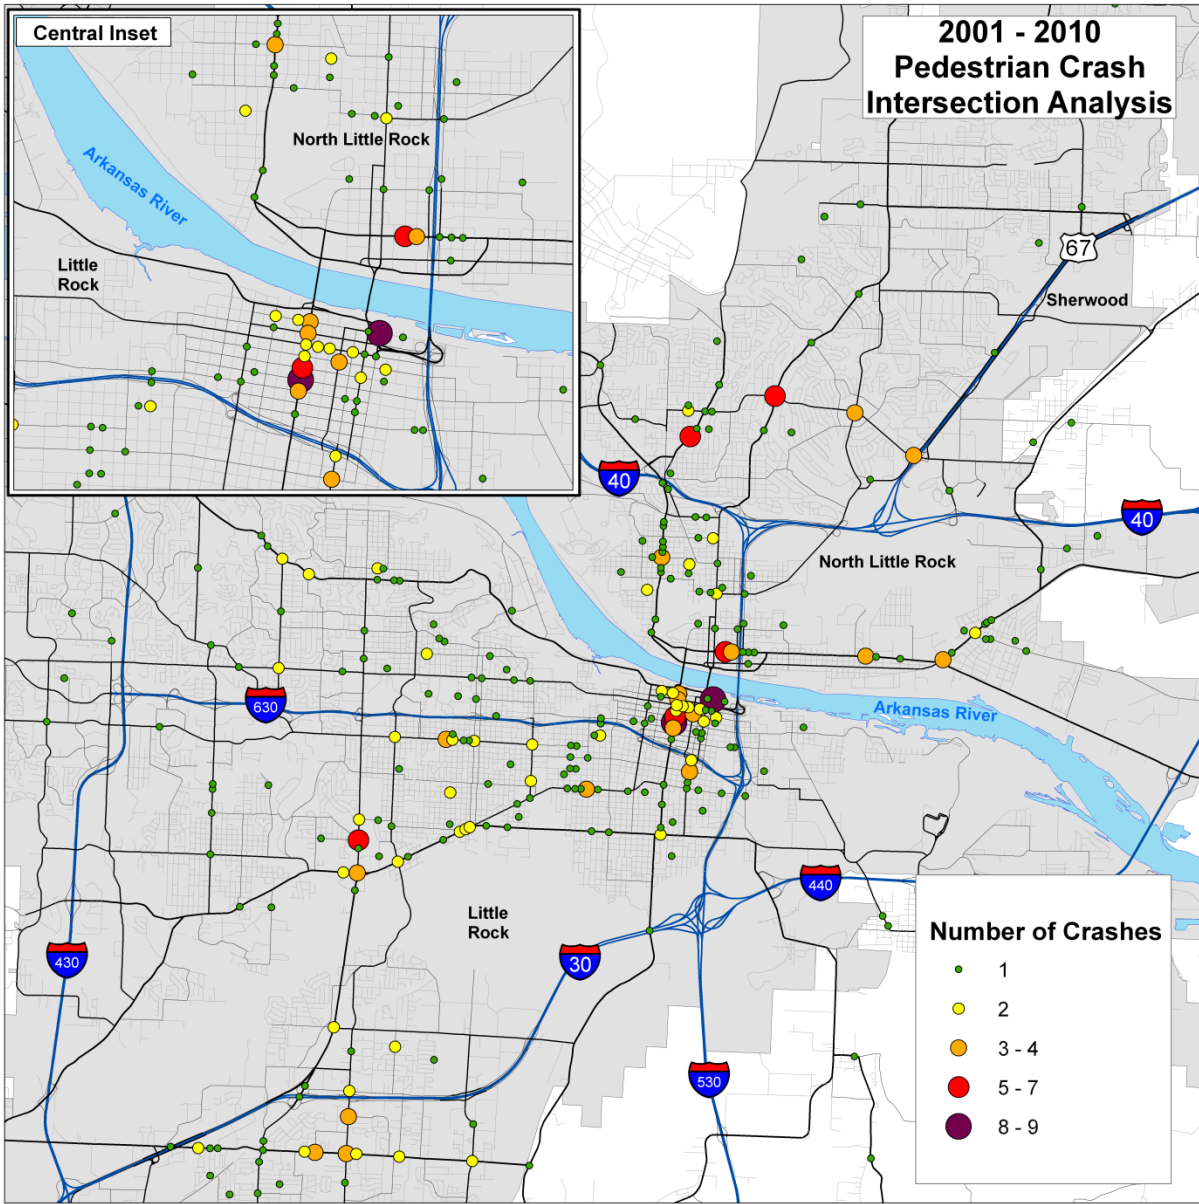 Central Inset
2001 - 2010
Pedestrian Crash
Intersection Analysis
North Little Rock
Arkansas River
Little
Rock
67
Sherwood
40
40
North Little Rock
630
Arkansas River
440
Little
Rock
430
30
530
Number of Crashes
1
2
3 - 4
5 - 7
8 - 9